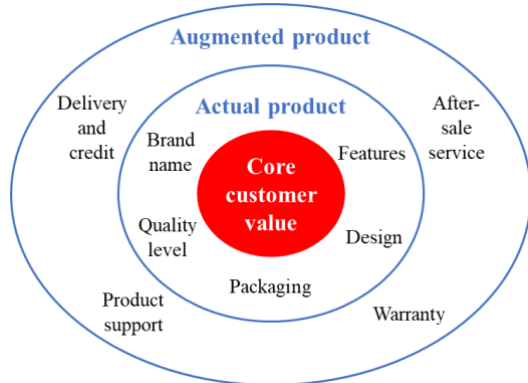 Augmented product
Delivery
and
credit
After-
sale
service
Actual product
Brand
name
Features
Core
customer
value
Quality
level
Design
Packaging
Product
support
Warranty